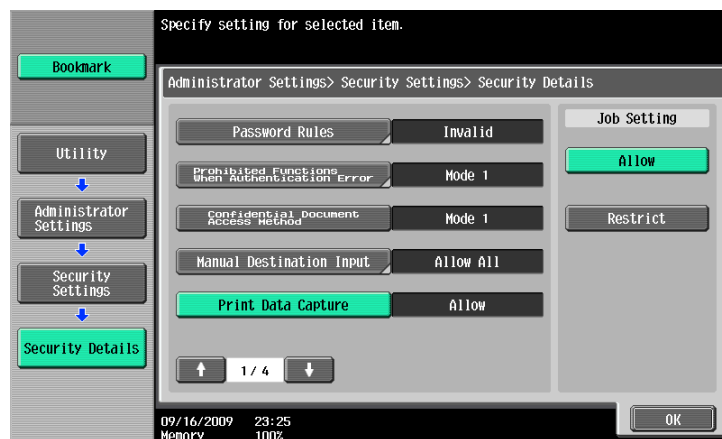 Specify setting for selected item.
Bookmark
Administrator Settings> Security Settings> Security Details
Utility
Administrator
Settings
Security
Settings
Security Details
Password Rules
Invalid
Prohibited Functions
When Authentication Error
Mode 1
Confidential Document
Access Method
Mode 1
Manual Destination Input
Allow All
Print Data Capture
Allow
1/ 4
Job Setting
Allow
Restrict
09/16/2009 23:25
Memory 100%
OK